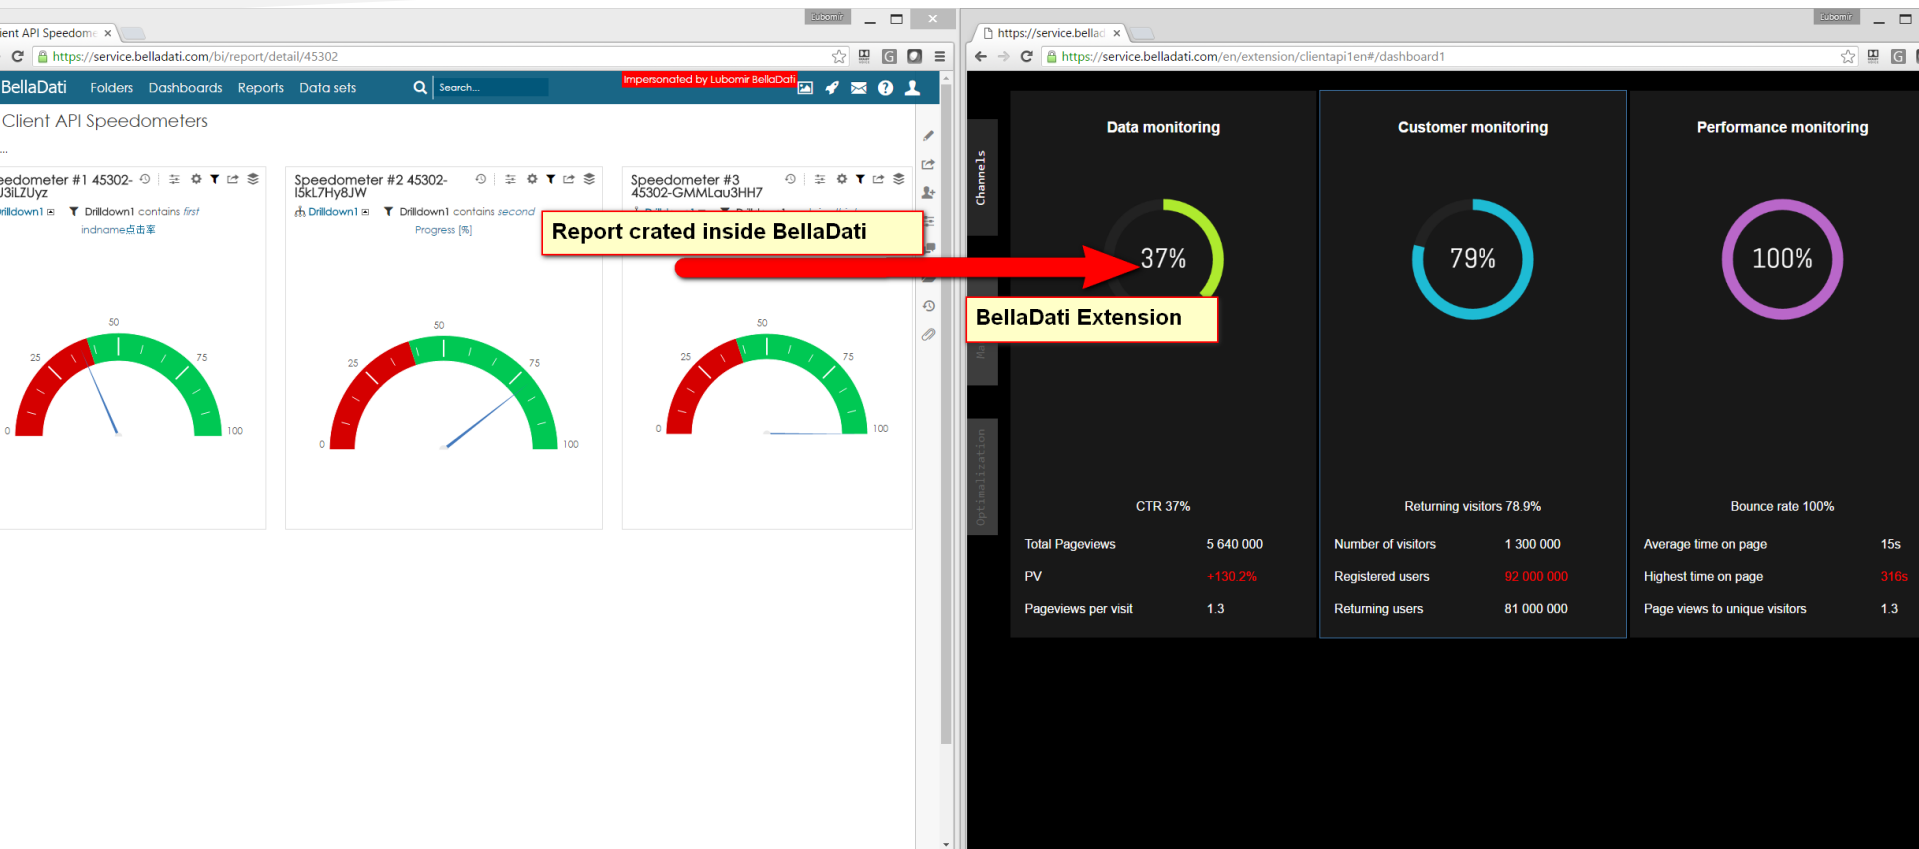 Ľubomír
ient API Speedome
https://service.belladati.com/bi/report/detail/45302
BellaDati
Folders
Dashboards
Reports
Data sets
Search...
Impersonated by Lubomir BellaDati
Client API Speedometers
...
eedometer #1 45302-
J3iLZUyz
rilldown1
Drilldown1 contains first
indname点击率
0
25
50
75
100
Speedometer #2 45302-
I5kL7Hy8JW
Drilldown1
Drilldown1 contains second
Progress [%]
0
25
50
75
100
Speedometer #3
45302-GMMLau3HH7
0
25
50
75
100
Report crated inside BellaDati
BellaDati Extension
Ľubomír
https://service.bellad
https://service.belladati.com/en/extension/clientapi1en#/dashboard1
Channels
Ma
Optimalization
Data monitoring
37%
CTR 37%
Total Pageviews 5 640 000
PV +130.2%
Pageviews per visit 1.3
Customer monitoring
79%
Returning visitors 78.9%
Number of visitors 1 300 000
Registered users 92 000 000
Returning users 81 000 000
Performance monitoring
100%
Bounce rate 100%
Average time on page 15s
Highest time on page 316s
Page views to unique visitors 1.3